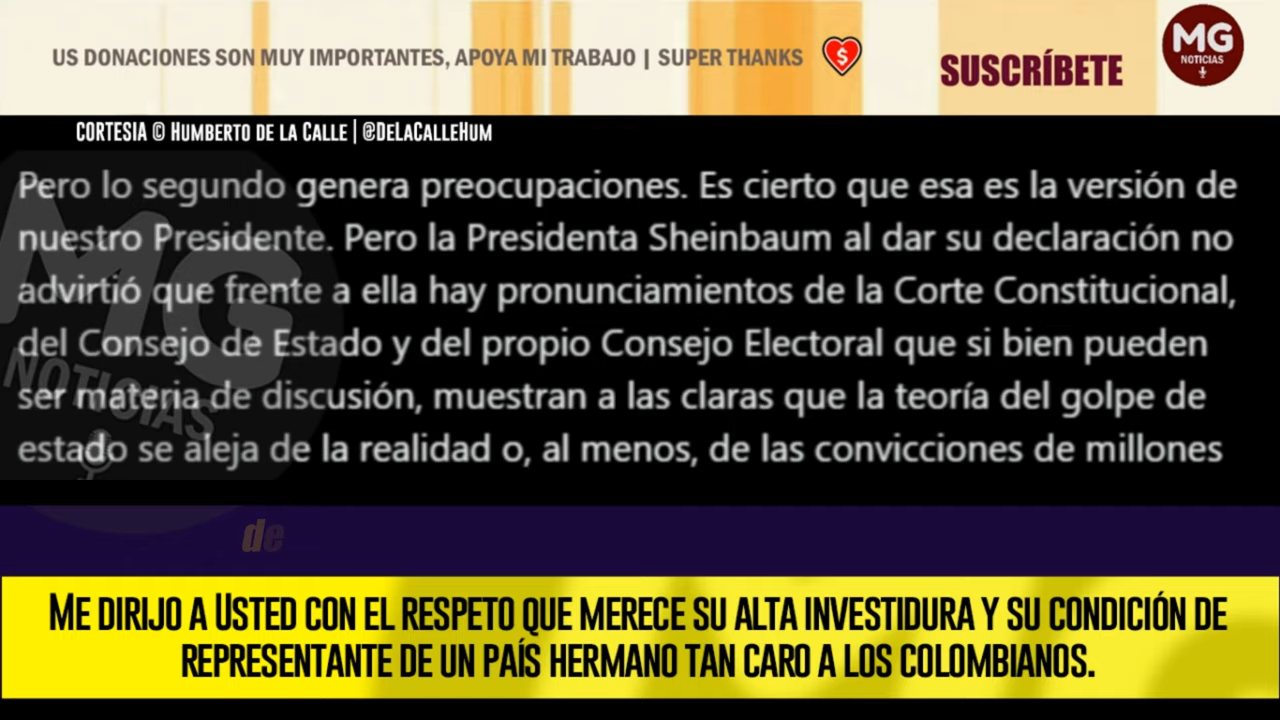 US DONACIONES SON MUY IMPORTANTES, APOYA MI TRABAJO | SUPER THANKS
$
SUSCRÍBETE
MG
NOTICIAS
CORTESIA © HUMBERTO DE LA CALLE | @DELACALLEHUM
Pero lo segundo genera preocupaciones. Es cierto que esa es la versión de
nuestro Presidente. Pero la Presidenta Sheinbaum al dar su declaración no
advirtió que frente a ella hay pronunciamientos de la Corte Constitucional,
del Consejo de Estado y del propio Consejo Electoral que si bien pueden
ser materia de discusión, muestran a las claras que la teoría del golpe de
estado se aleja de la realidad o, al menos, de las convicciones de millones
MG
NOTICIAS
de
ME DIRIJO A USTED CON EL RESPETO QUE MERECE SU ALTA INVESTIDURA Y SU CONDICIÓN DE
REPRESENTANTE DE UN PAÍS HERMANO TAN CARO A LOS COLOMBIANOS.